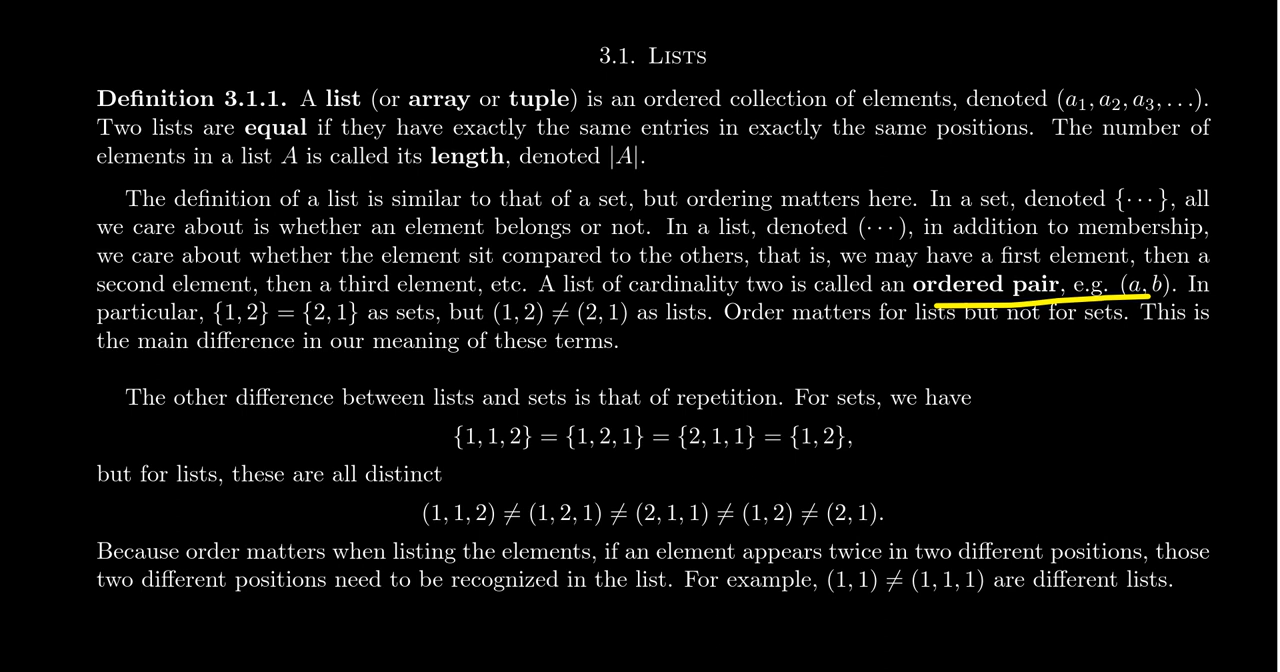 3.1. Lists
Definition 3.1.1. A list (or array or tuple) is an ordered collection of elements, denoted (a₁, a₂, a₃, . . .).
Two lists are equal if they have exactly the same entries in exactly the same positions. The number of
elements in a list A is called its length, denoted |A|.
The definition of a list is similar to that of a set, but ordering matters here. In a set, denoted {· · · }, all
we care about is whether an element belongs or not. In a list, denoted (· · · ), in addition to membership,
we care about whether the element sit compared to the others, that is, we may have a first element, then a
second element, then a third element, etc. A list of cardinality two is called an ordered pair, e.g. (a, b). In
particular, {1, 2} = {2, 1} as sets, but (1, 2) ≠ (2, 1) as lists. Order matters for lists but not for sets. This is
the main difference in our meaning of these terms.
The other difference between lists and sets is that of repetition. For sets, we have
{1, 1, 2} = {1, 2, 1} = {2, 1, 1} = {1, 2},
but for lists, these are all distinct
(1, 1, 2) ≠ (1, 2, 1) ≠ (2, 1, 1) ≠ (1, 2) ≠ (2, 1).
Because order matters when listing the elements, if an element appears twice in two different positions, those
two different positions need to be recognized in the list. For example, (1, 1) ≠ (1, 1, 1) are different lists.